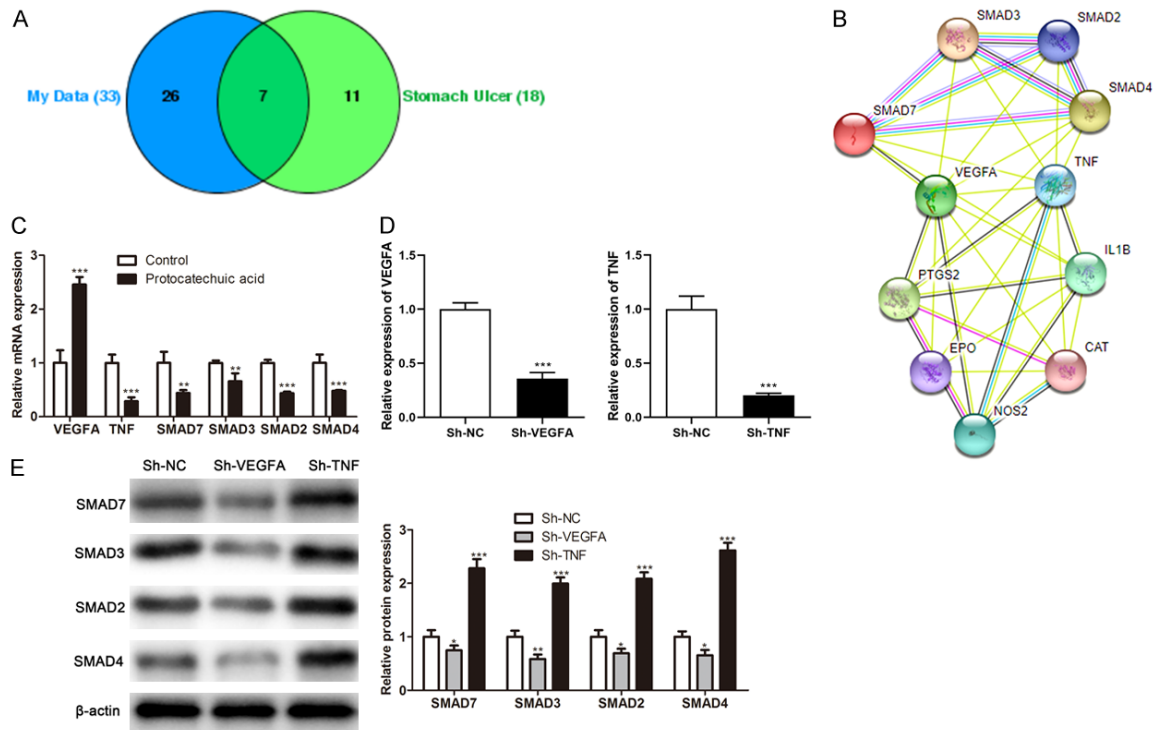 A
My Data (33)
26
7
11
Stomach Ulcer (18)
B
SMAD3
SMAD2
SMAD4
SMAD7
VEGFA
TNF
IL1B
PTGS2
EPO
CAT
NOS2
C
Relative mRNA expression
3
2
1
0
Control
Protocatechuic acid
***
***
**
**
***
***
VEGFA TNF SMAD7 SMAD3 SMAD2 SMAD4
D
Relative expression of VEGFA
1.5
1.0
0.5
0.0
***
Sh-NC Sh-VEGFA
Relative expression of TNF
1.5
1.0
0.5
0.0
***
Sh-NC Sh-TNF
E
Sh-NC Sh-VEGFA Sh-TNF
SMAD7
SMAD3
SMAD2
SMAD4
β-actin
Relative protein expression
3
2
1
0
Sh-NC
Sh-VEGFA
Sh-TNF
* ***
** ***
* ***
* ***
SMAD7 SMAD3 SMAD2 SMAD4